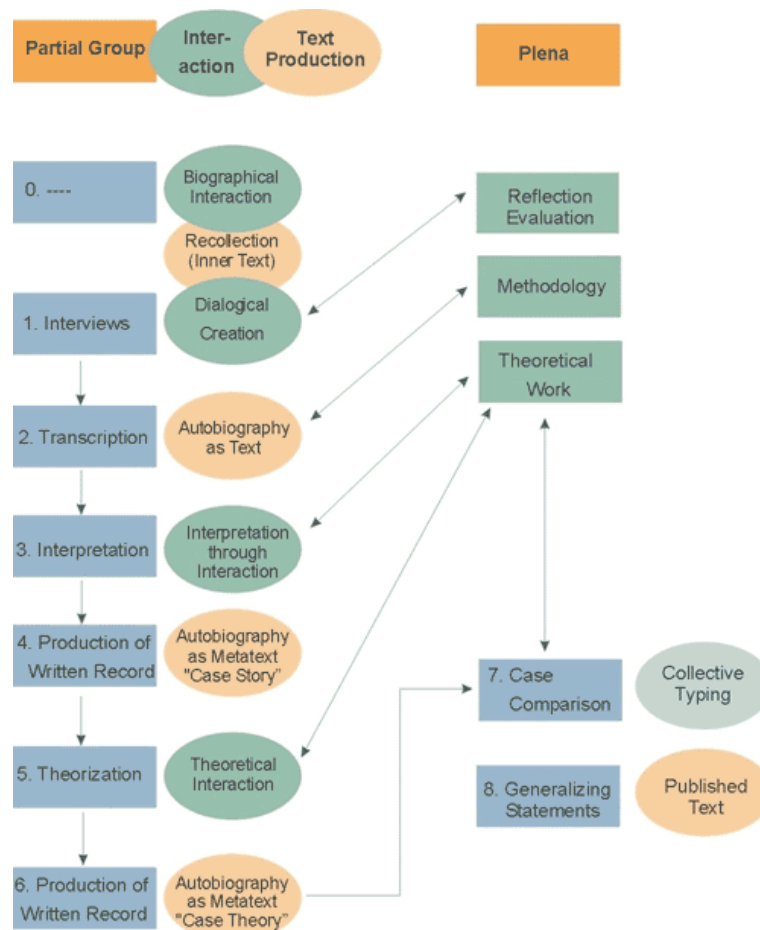 Partial Group
Inter-
action
Text
Production
Plena
0. ----
Biographical
Interaction
Recollection
(Inner Text)
Reflection
Evaluation
1. Interviews
Dialogical
Creation
Methodology
Theoretical
Work
2. Transcription
Autobiography
as Text
3. Interpretation
Interpretation
through
Interaction
4. Production of
Written Record
Autobiography
as Metatext
"Case Story”
7. Case
Comparison
Collective
Typing
5. Theorization
Theoretical
Interaction
8. Generalizing
Statements
Published
Text
6. Production of
Written Record
Autobiography
as Metatext
"Case Theory”